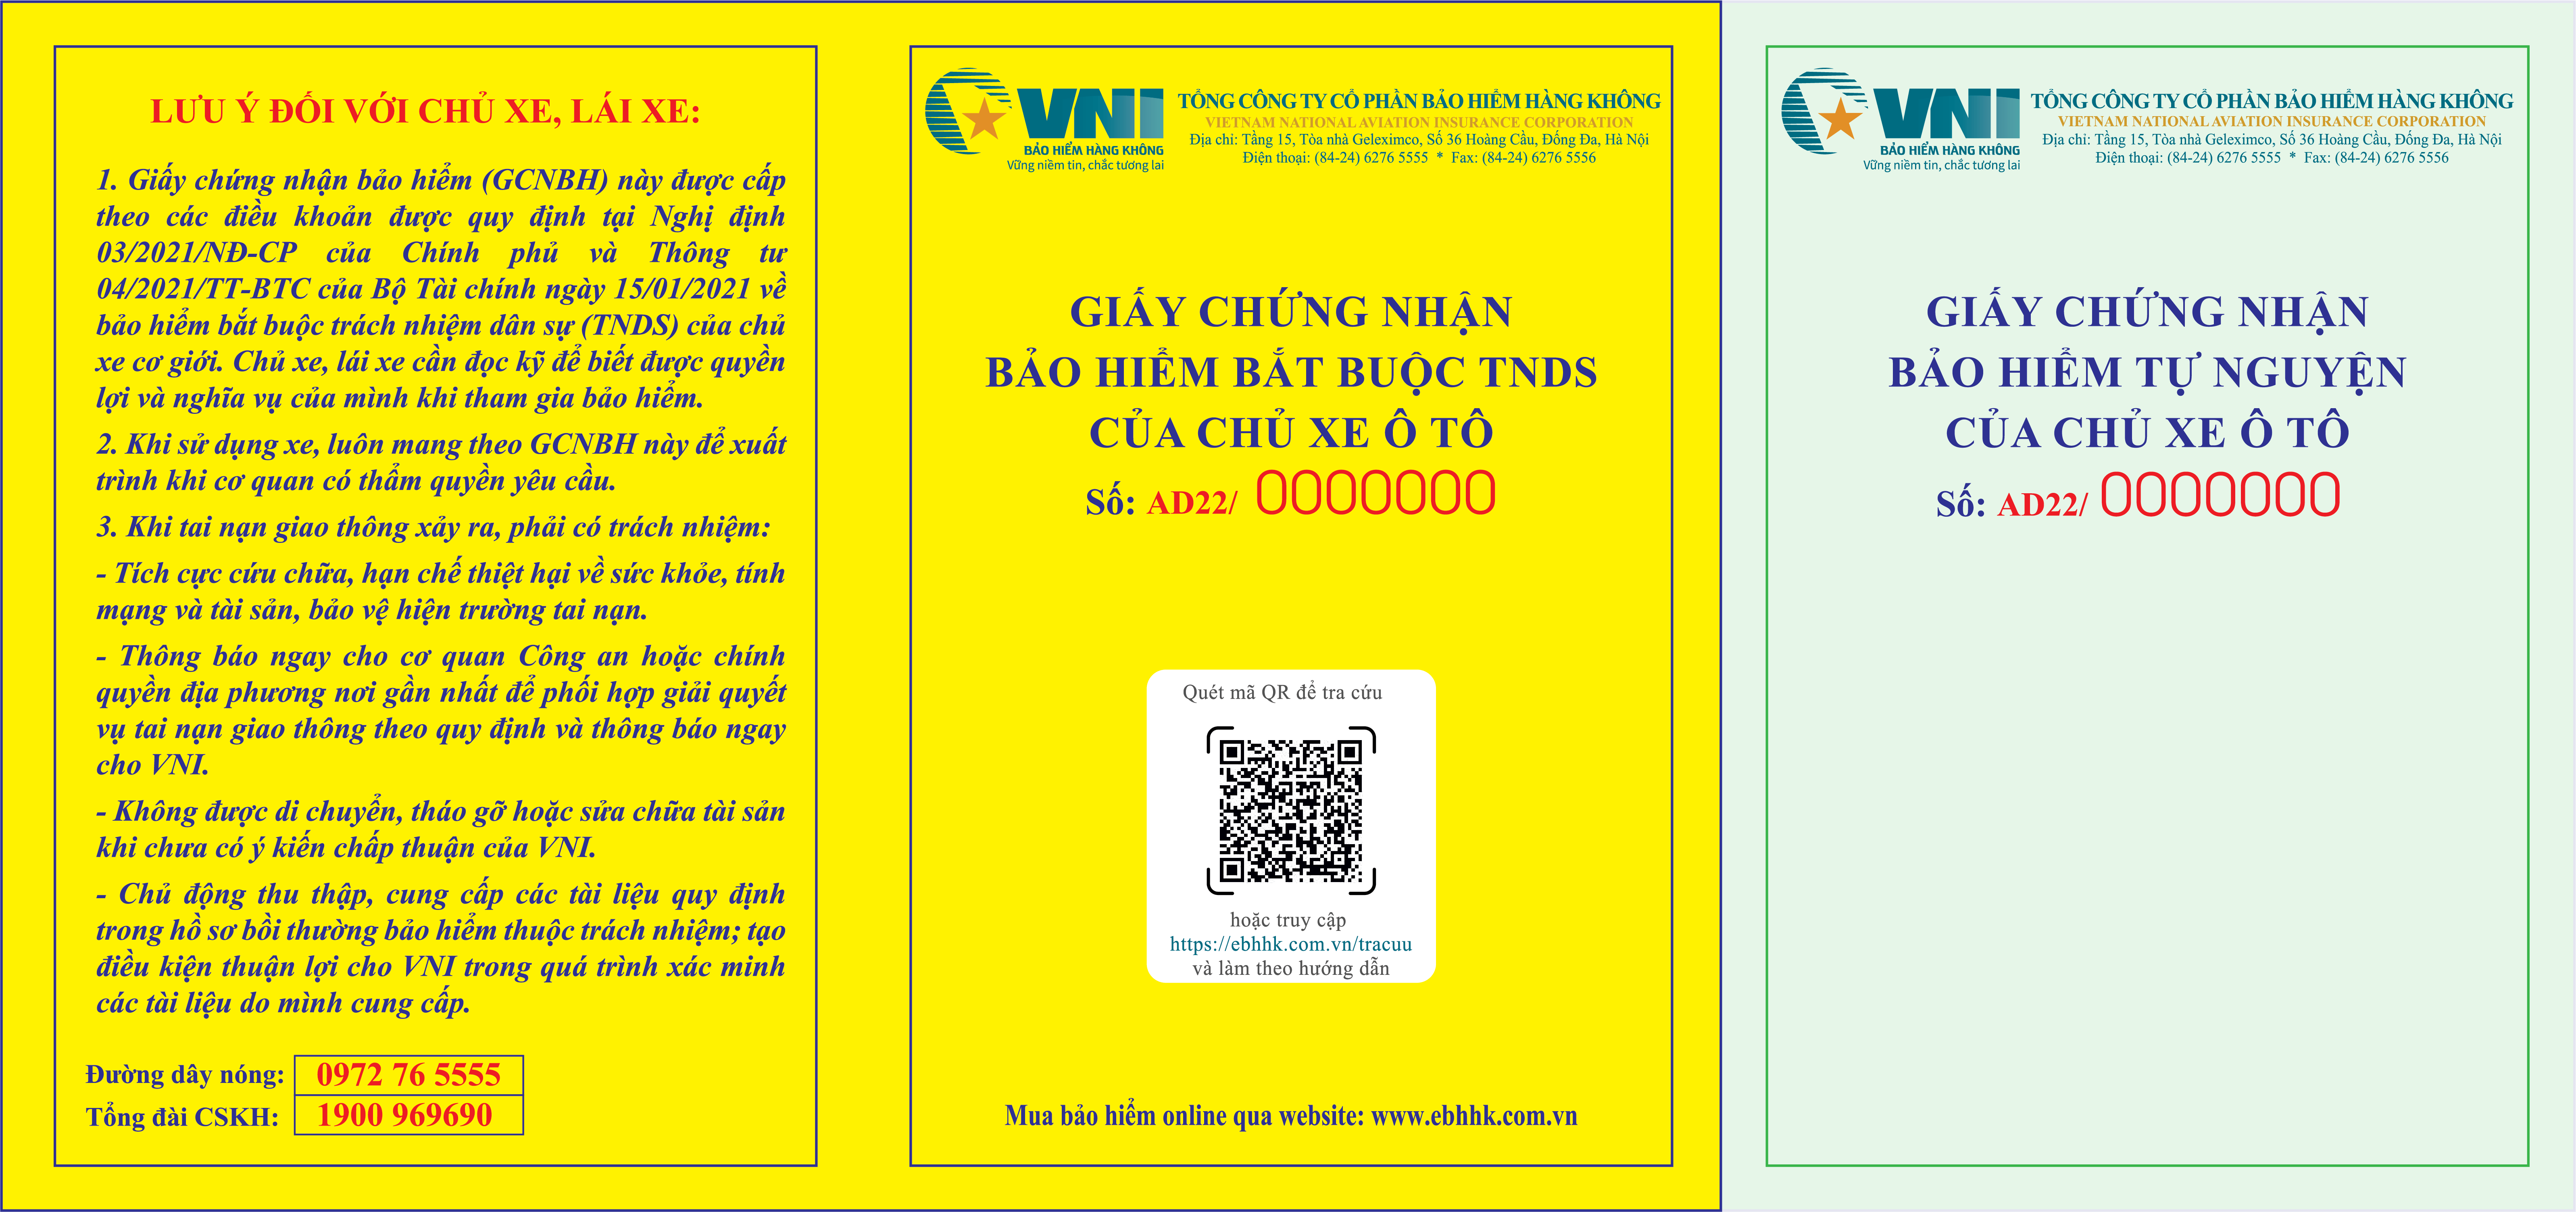 LƯU Ý ĐỐI VỚI CHỦ XE, LÁI XE:
1. Giấy chứng nhận bảo hiểm (GCNBH) này được cấp
theo các điều khoản được quy định tại Nghị định
03/2021/NĐ-CP của Chính phủ và Thông tư
04/2021/TT-BTC của Bộ Tài chính ngày 15/01/2021 về
bảo hiểm bắt buộc trách nhiệm dân sự (TNDS) của chủ
xe cơ giới. Chủ xe, lái xe cần đọc kỹ để biết được quyền
lợi và nghĩa vụ của mình khi tham gia bảo hiểm.
2. Khi sử dụng xe, luôn mang theo GCNBH này để xuất
trình khi cơ quan có thẩm quyền yêu cầu.
3. Khi tai nạn giao thông xảy ra, phải có trách nhiệm:
- Tích cực cứu chữa, hạn chế thiệt hại về sức khỏe, tính
mạng và tài sản, bảo vệ hiện trường tai nạn.
- Thông báo ngay cho cơ quan Công an hoặc chính
quyền địa phương nơi gần nhất để phối hợp giải quyết
vụ tai nạn giao thông theo quy định và thông báo ngay
cho VNI.
- Không được di chuyển, tháo gỡ hoặc sửa chữa tài sản
khi chưa có ý kiến chấp thuận của VNI.
- Chủ động thu thập, cung cấp các tài liệu quy định
trong hồ sơ bồi thường bảo hiểm thuộc trách nhiệm; tạo
điều kiện thuận lợi cho VNI trong quá trình xác minh
các tài liệu do mình cung cấp.
Đường dây nóng: 0972 76 5555
Tổng đài CSKH: 1900 969690
VNI
BẢO HIỂM HÀNG KHÔNG
Vững niềm tin, chắc tương lai
TỔNG CÔNG TY CỔ PHẦN BẢO HIỂM HÀNG KHÔNG
VIETNAM NATIONAL AVIATION INSURANCE CORPORATION
Địa chỉ: Tầng 15, Tòa nhà Geleximco, Số 36 Hoàng Cầu, Đống Đa, Hà Nội
Điện thoại: (84-24) 6276 5555 * Fax: (84-24) 6276 5556
GIẤY CHỨNG NHẬN
BẢO HIỂM BẮT BUỘC TNDS
CỦA CHỦ XE Ô TÔ
Số: AD22/ 0000000
Quét mã QR để tra cứu
hoặc truy cập
https://ebhhk.com.vn/tracuu
và làm theo hướng dẫn
Mua bảo hiểm online qua website: www.ebhhk.com.vn
VNI
BẢO HIỂM HÀNG KHÔNG
Vững niềm tin, chắc tương lai
TỔNG CÔNG TY CỔ PHẦN BẢO HIỂM HÀNG KHÔNG
VIETNAM NATIONAL AVIATION INSURANCE CORPORATION
Địa chỉ: Tầng 15, Tòa nhà Geleximco, Số 36 Hoàng Cầu, Đống Đa, Hà Nội
Điện thoại: (84-24) 6276 5555 * Fax: (84-24) 6276 5556
GIẤY CHỨNG NHẬN
BẢO HIỂM TỰ NGUYỆN
CỦA CHỦ XE Ô TÔ
Số: AD22/ 0000000